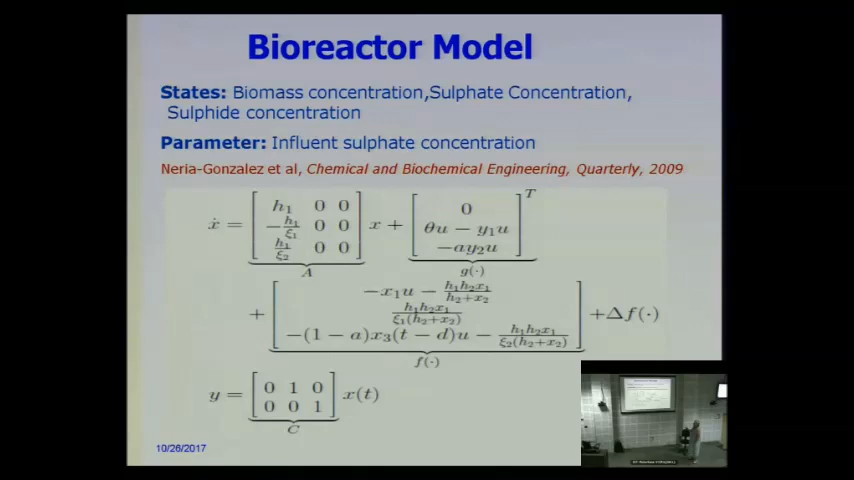 Bioreactor Model
States: Biomass concentration,Sulphate Concentration,
Sulphide concentration
Parameter: Influent sulphate concentration
Neria-Gonzalez et al, Chemical and Biochemical Engineering, Quarterly, 2009
ẋ = [ h₁ 0 0 ; −h₁/ξ₁ 0 0 ; h₁/ξ₂ 0 0 ] x + [ 0 ; θu − y₁u ; −ay₂u ]ᵀ
A g(·)
+ [ −x₁u − h₁h₂x₁/(h₂+x₂) ; h₁h₂x₁/(ξ₁(h₂+x₂)) ; −(1 − a)x₃(t − d)u − h₁h₂x₁/(ξ₂(h₂+x₂)) ] +Δf(·)
f(·)
y = [ 0 1 0 ; 0 0 1 ] x(t)
C
10/26/2017